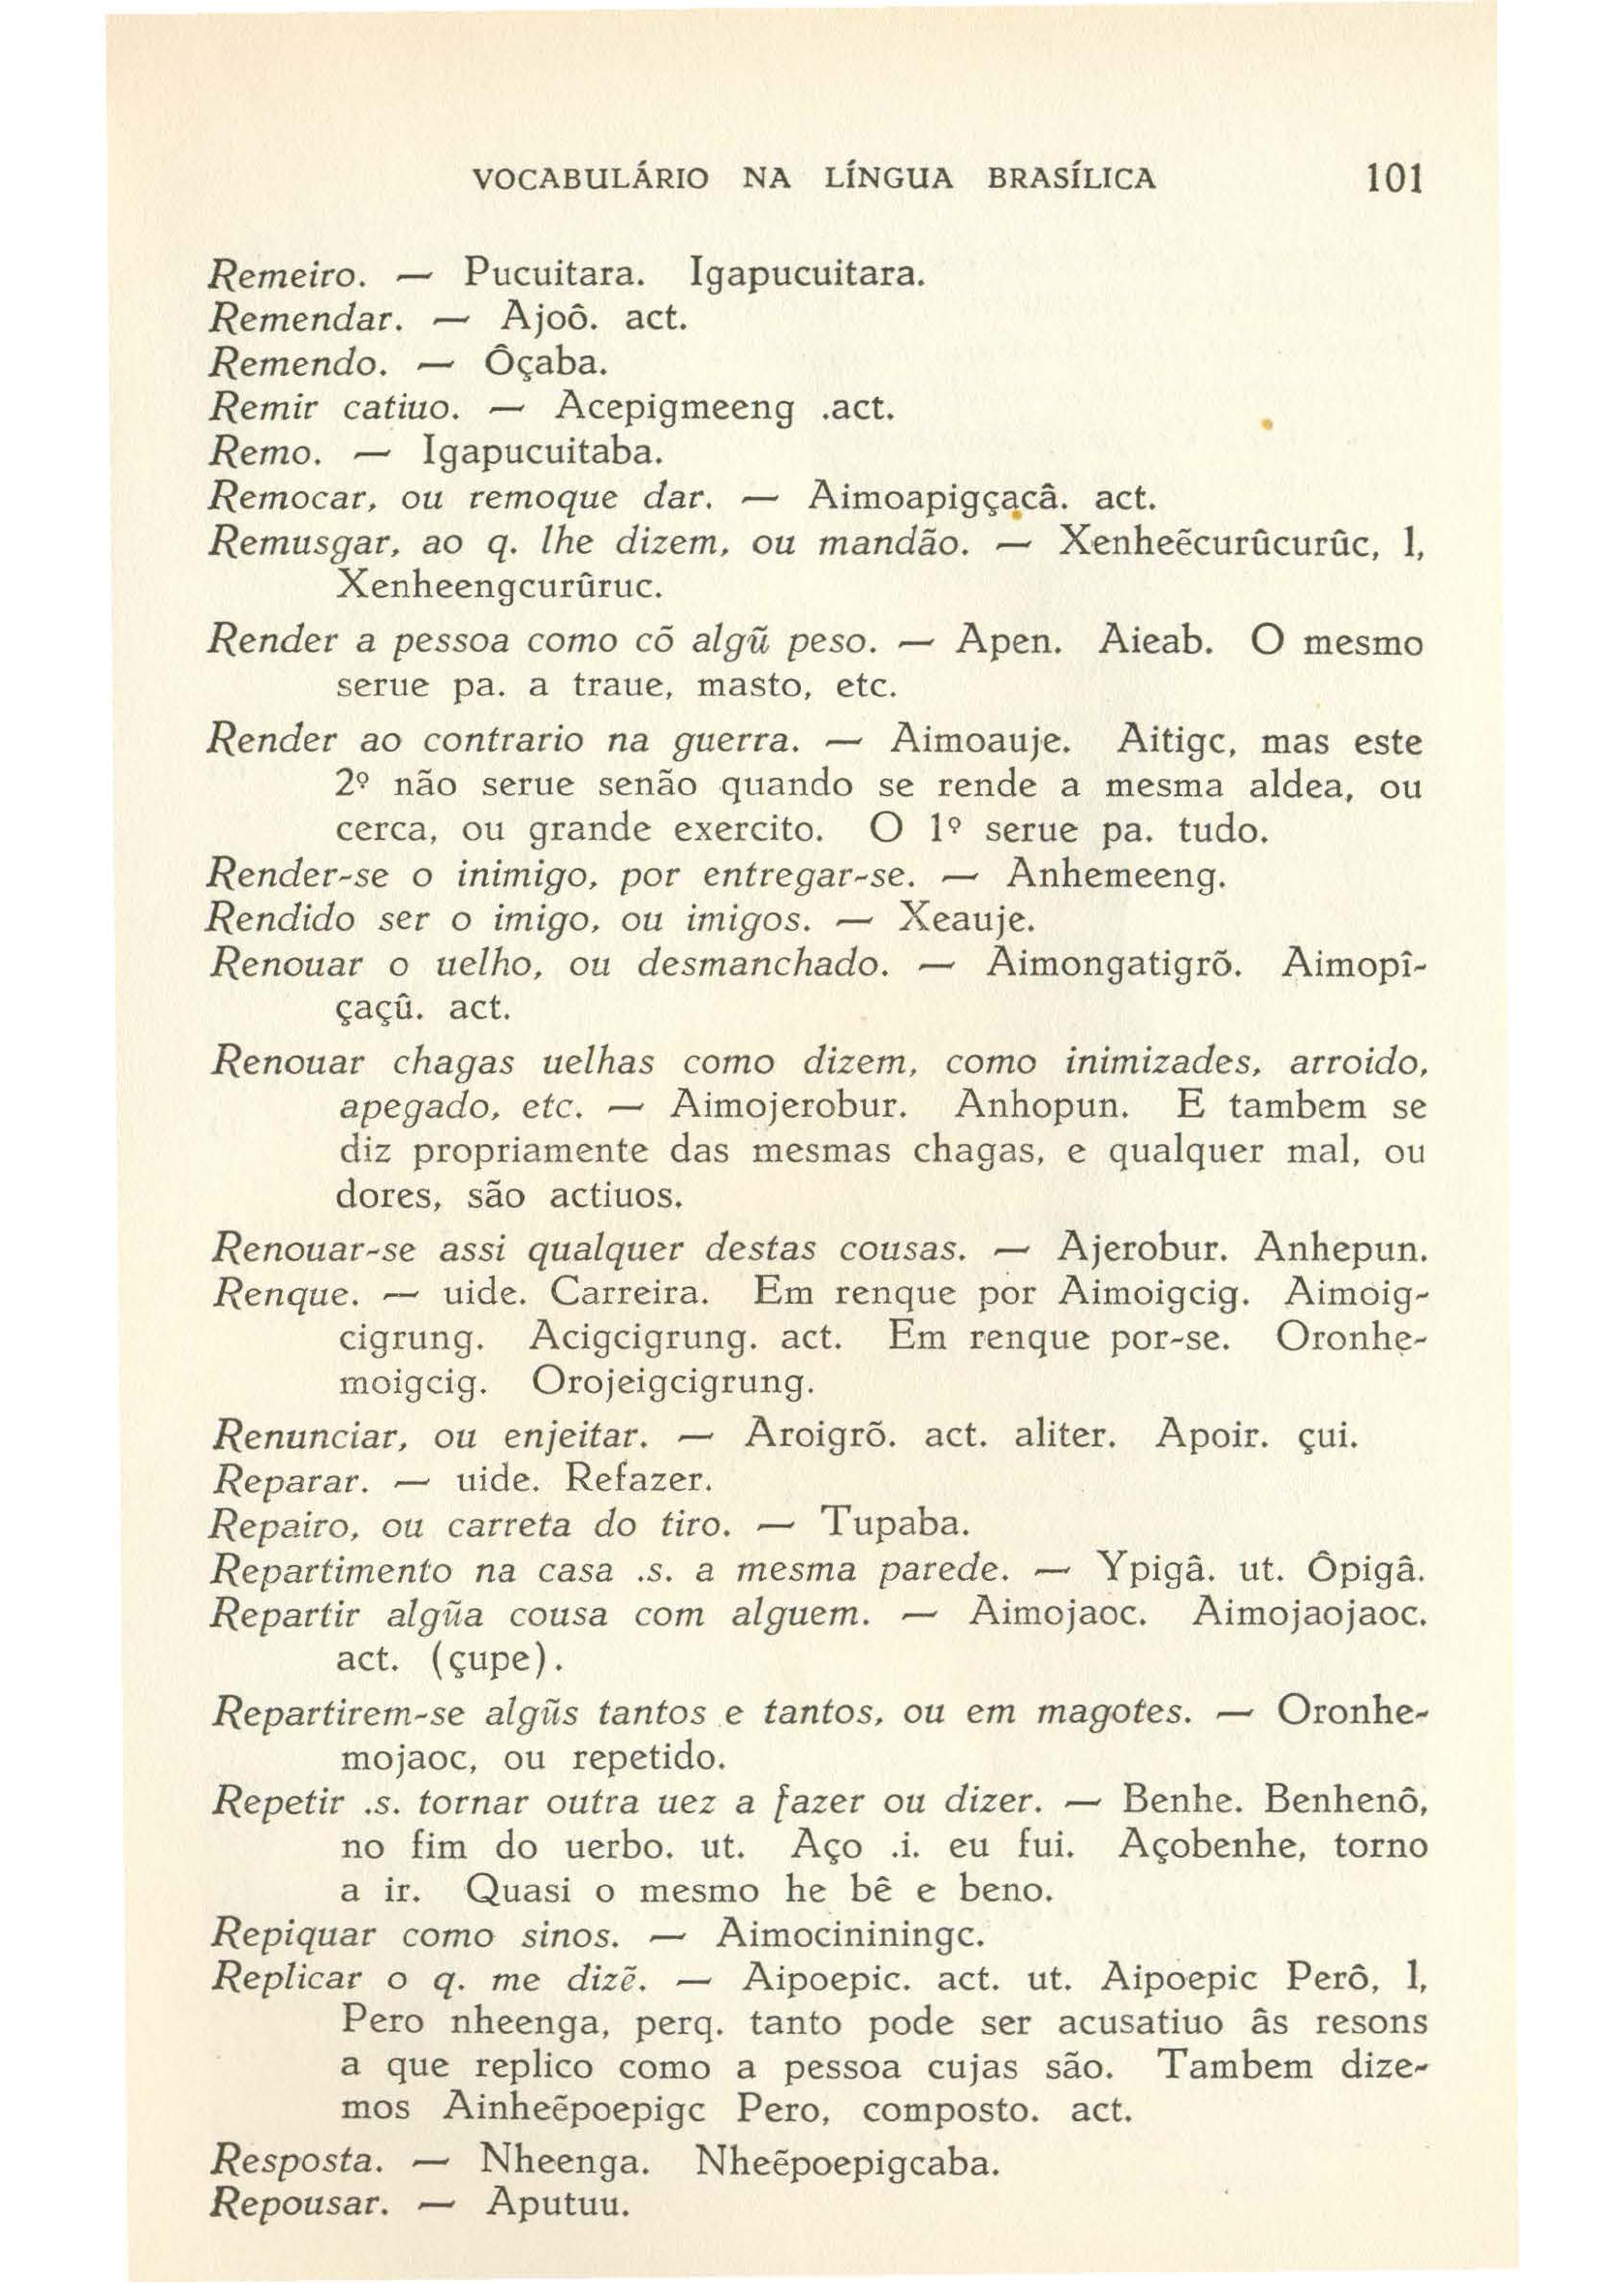 VOCABULÁRIO NA LÍNGUA BRASÍLICA 101
Remeiro. — Pucuitara. Igapucuitara.
Remendar. — Ajoô. act.
Remendo. — Ôçaba.
Remir catiuo. — Acepigmeeng .act.
Remo. — Igapucuitaba.
Remocar, ou remoque dar. — Aimoapigçacâ. act.
Remusgar, ao q. lhe dizem, ou mandão. — Xenheẽcurûcurûc, l,
Xenheengcurûruc.
Render a pessoa como cõ algũ peso. — Apen. Aieab. O mesmo
serue pa. a traue, masto, etc.
Render ao contrario na guerra. — Aimoauje. Aitigc, mas este
2º não serue senão quando se rende a mesma aldea, ou
cerca, ou grande exercito. O 1º serue pa. tudo.
Render-se o inimigo, por entregar-se. — Anhemeeng.
Rendido ser o imigo, ou imigos. — Xeauje.
Renouar o uelho, ou desmanchado. — Aimongatigrõ. Aimopî-
çaçû. act.
Renouar chagas uelhas como dizem, como inimizades, arroido,
apegado, etc. — Aimojerobur. Anhopun. E tambem se
diz propriamente das mesmas chagas, e qualquer mal, ou
dores, são actiuos.
Renouar-se assi qualquer destas cousas. — Ajerobur. Anhepun.
Renque. — uide. Carreira. Em renque por Aimoigcig. Aimoig-
cigrung. Acigcigrung. act. Em renque por-se. Oronhe-
moigcig. Orojeigcigrung.
Renunciar, ou enjeitar. — Aroigrõ. act. aliter. Apoir. çui.
Reparar. — uide. Refazer.
Repairo, ou carreta do tiro. — Tupaba.
Repartimento na casa .s. a mesma parede. — Ypigâ. ut. Ôpigâ.
Repartir algũa cousa com alguem. — Aimojaoc. Aimojaojaoc.
act. (çupe).
Repartirem-se algũs tantos e tantos, ou em magotes. — Oronhe-
mojaoc, ou repetido.
Repetir .s. tornar outra uez a fazer ou dizer. — Benhe. Benhenô,
no fim do uerbo. ut. Aço .i. eu fui. Açobenhe, torno
a ir. Quasi o mesmo he bê e beno.
Repiquar como sinos. — Aimocininingc.
Replicar o q. me dizẽ. — Aipoepic. act. ut. Aipoepic Perô, l,
Pero nheenga, perq. tanto pode ser acusatiuo âs resons
a que replico como a pessoa cujas são. Tambem dize-
mos Ainheẽpoepigc Pero, composto. act.
Resposta. — Nheenga. Nheẽpoepigcaba.
Repousar. — Aputuu.